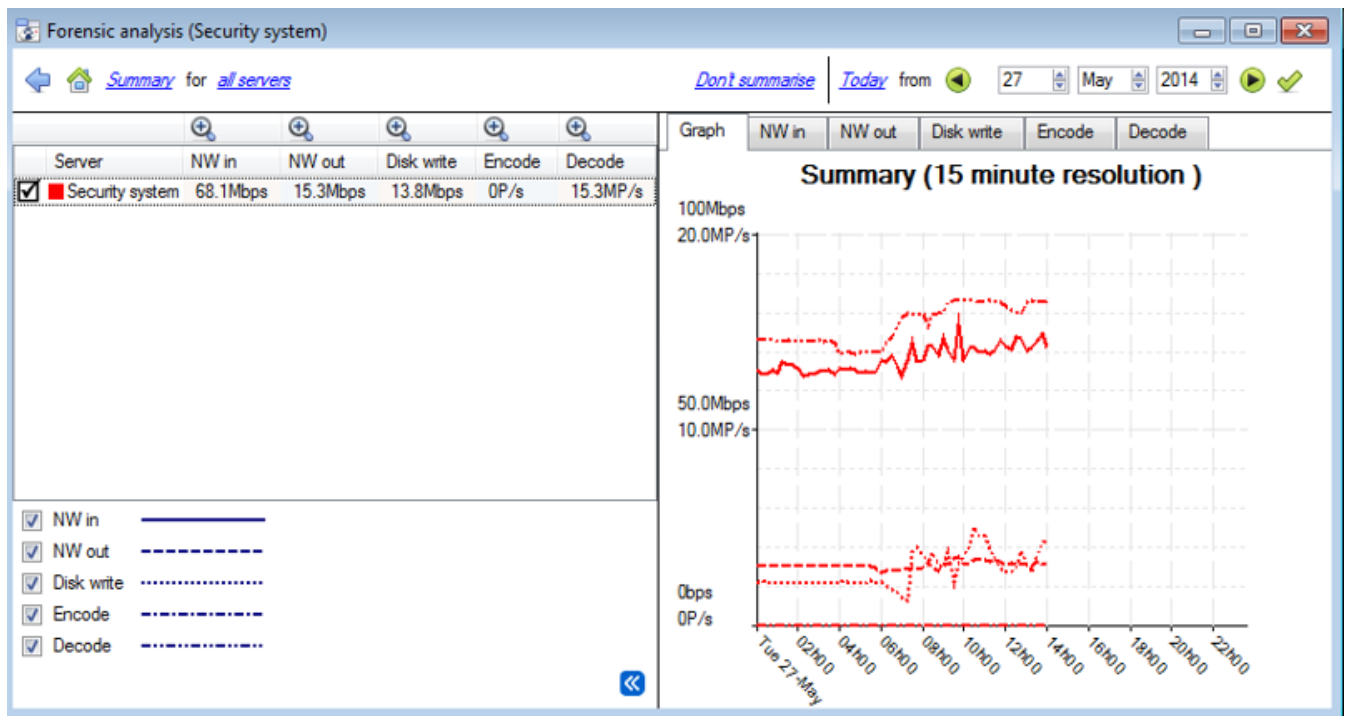 Forensic analysis (Security system)
Summary for all servers Don't summarise Today from 27 May 2014
Server NW in NW out Disk write Encode Decode
Security system 68.1Mbps 15.3Mbps 13.8Mbps 0P/s 15.3MP/s
NW in
NW out
Disk write
Encode
Decode
Graph NW in NW out Disk write Encode Decode
Summary (15 minute resolution )
100Mbps
20.0MP/s
50.0Mbps
10.0MP/s
0bps
0P/s
Tue 27-May 02h00 04h00 06h00 08h00 10h00 12h00 14h00 16h00 18h00 20h00 22h00